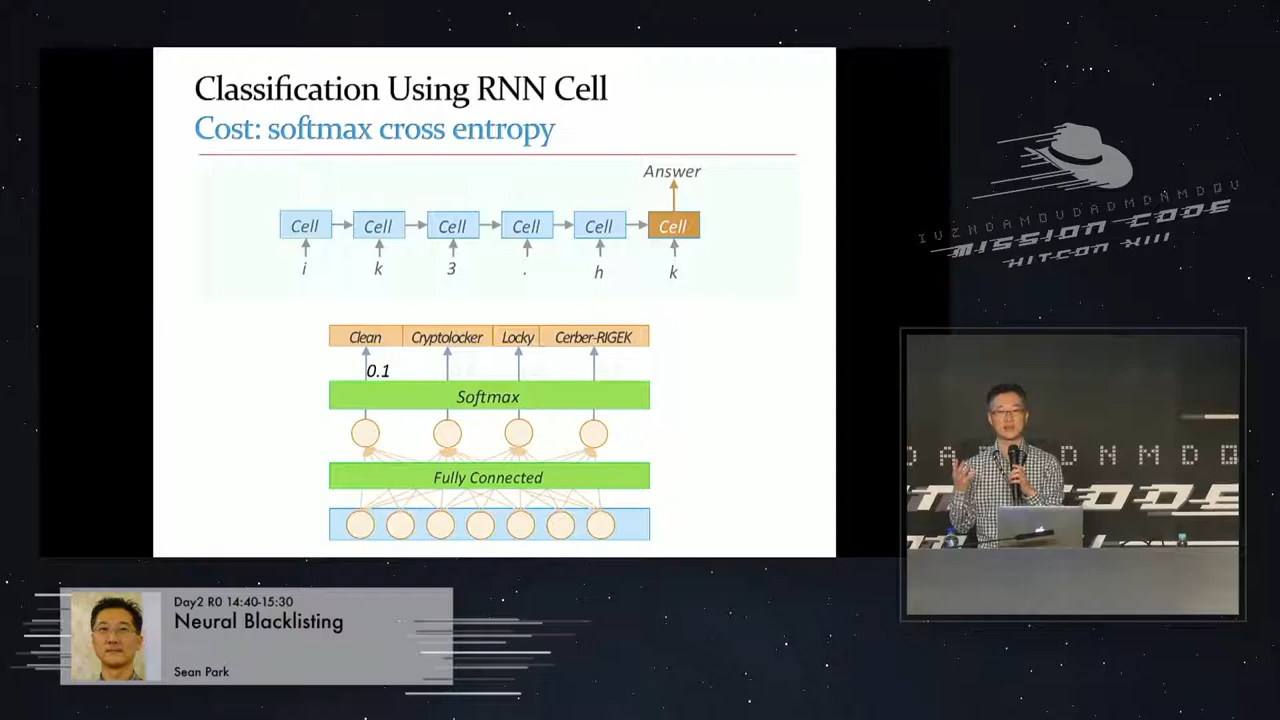 Classification Using RNN Cell
Cost: softmax cross entropy
Answer
Cell Cell Cell Cell Cell Cell
i k 3 . h k
Clean Cryptolocker Locky Cerber-RIGEK
0.1
Softmax
Fully Connected
IVZHDAMOVDADMDNMDQV
MISSION CODE
HITCON XIII
D A D N M D Q
CODE
Day2 R0 14:40-15:30
Neural Blacklisting
Sean Park